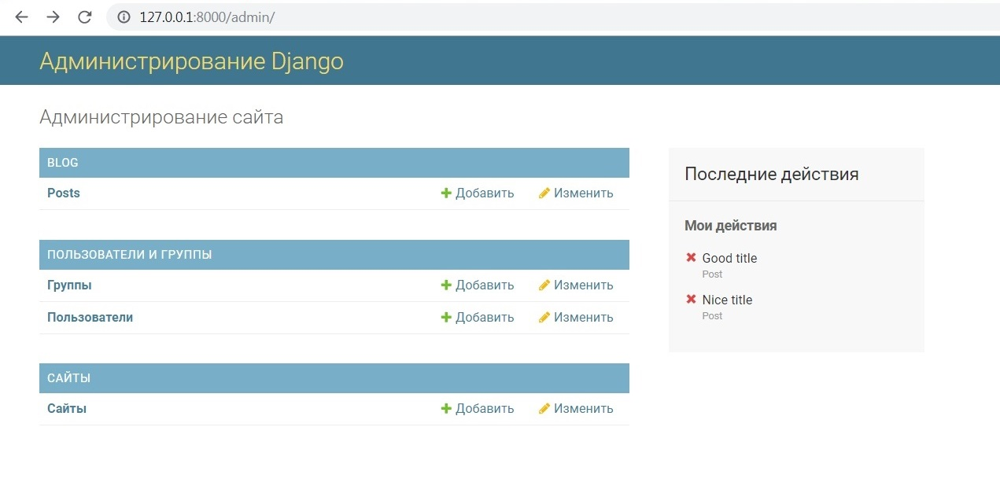 127.0.0.1:8000/admin/
Администрирование Django
Администрирование сайта
BLOG
Posts Добавить Изменить
ПОЛЬЗОВАТЕЛИ И ГРУППЫ
Группы Добавить Изменить
Пользователи Добавить Изменить
САЙТЫ
Сайты Добавить Изменить
Последние действия
Мои действия
Good title
Post
Nice title
Post